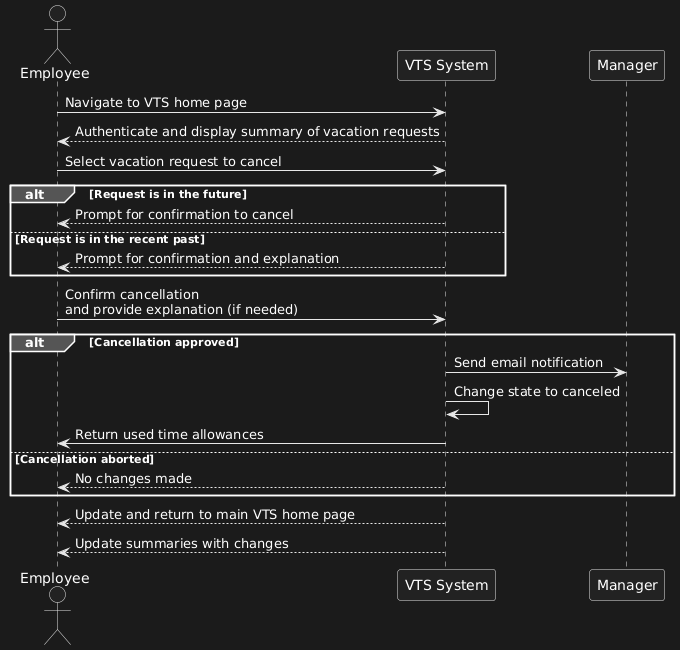 Employee
VTS System
Manager
Navigate to VTS home page
Authenticate and display summary of vacation requests
Select vacation request to cancel
alt
[Request is in the future]
Prompt for confirmation to cancel
[Request is in the recent past]
Prompt for confirmation and explanation
Confirm cancellation
and provide explanation (if needed)
alt
[Cancellation approved]
Send email notification
Change state to canceled
Return used time allowances
[Cancellation aborted]
No changes made
Update and return to main VTS home page
Update summaries with changes
Employee
VTS System
Manager